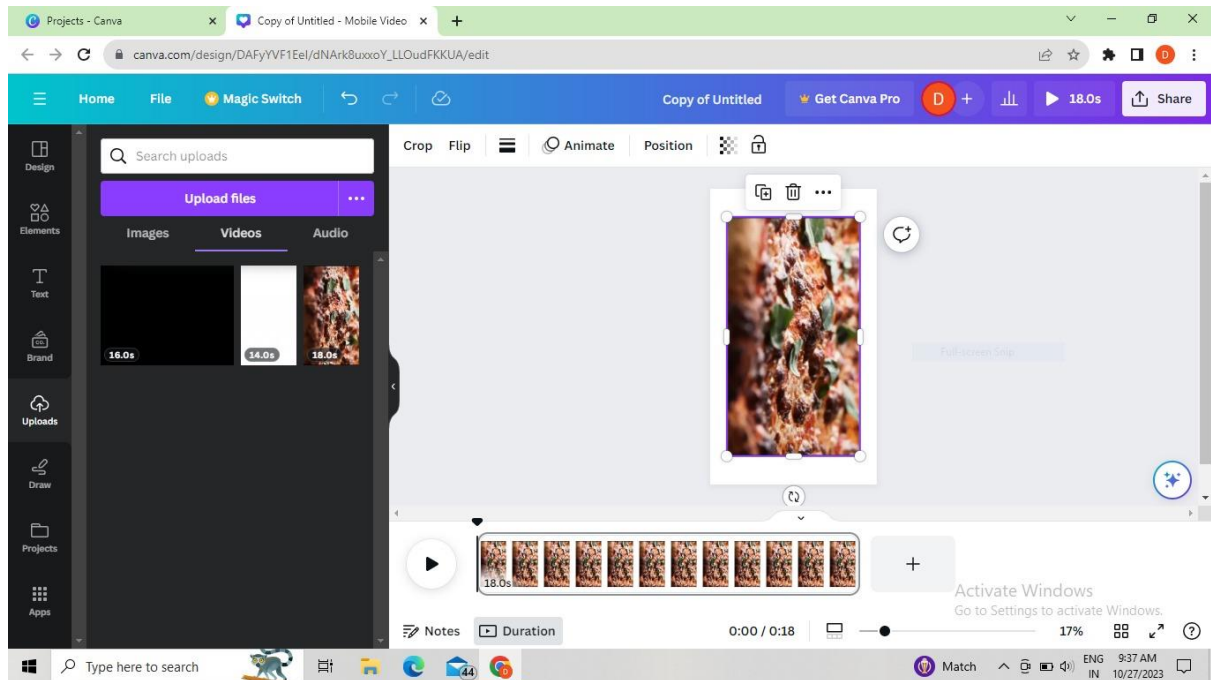 Projects - Canva
Copy of Untitled - Mobile Video
canva.com/design/DAFyYVF1EeI/dNArk8uxxoY_LLOudFKKUA/edit
D
Home File Magic Switch Copy of Untitled Get Canva Pro D + 18.0s Share
Design
Elements
Text
Brand
Uploads
Draw
Projects
Apps
Search uploads
Upload files
Images Videos Audio
16.0s 14.0s 18.0s
Crop Flip Animate Position
Full-screen Snip
18.0s
Activate Windows
Go to Settings to activate Windows.
Notes Duration 0:00 / 0:18 17%
Type here to search
44
Match
ENG
IN
9:37 AM
10/27/2023